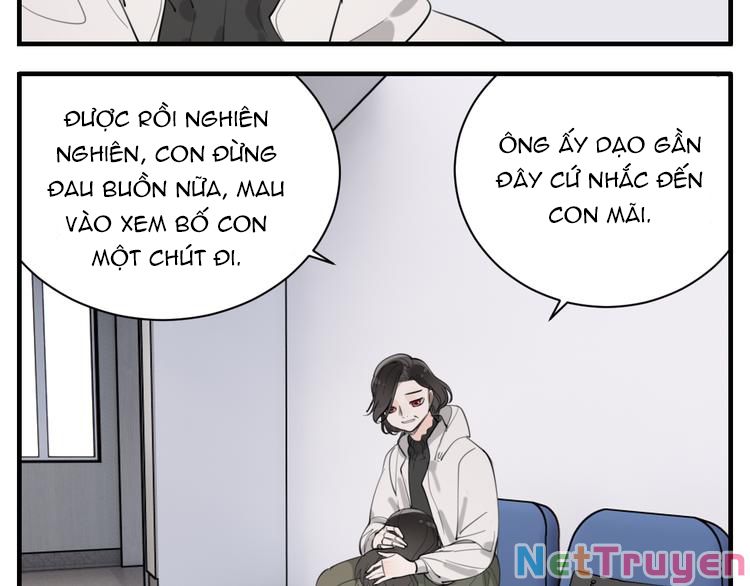 ĐƯỢC RỒI NGHIÊN
NGHIÊN, CON ĐỪNG
ĐAU BUỒN NỮA, MAU
VÀO XEM BỐ CON
MỘT CHÚT ĐI.
ÔNG ẤY DẠO GẦN
ĐÂY CỨ NHẮC ĐẾN
CON MÃI.
NetTruyen